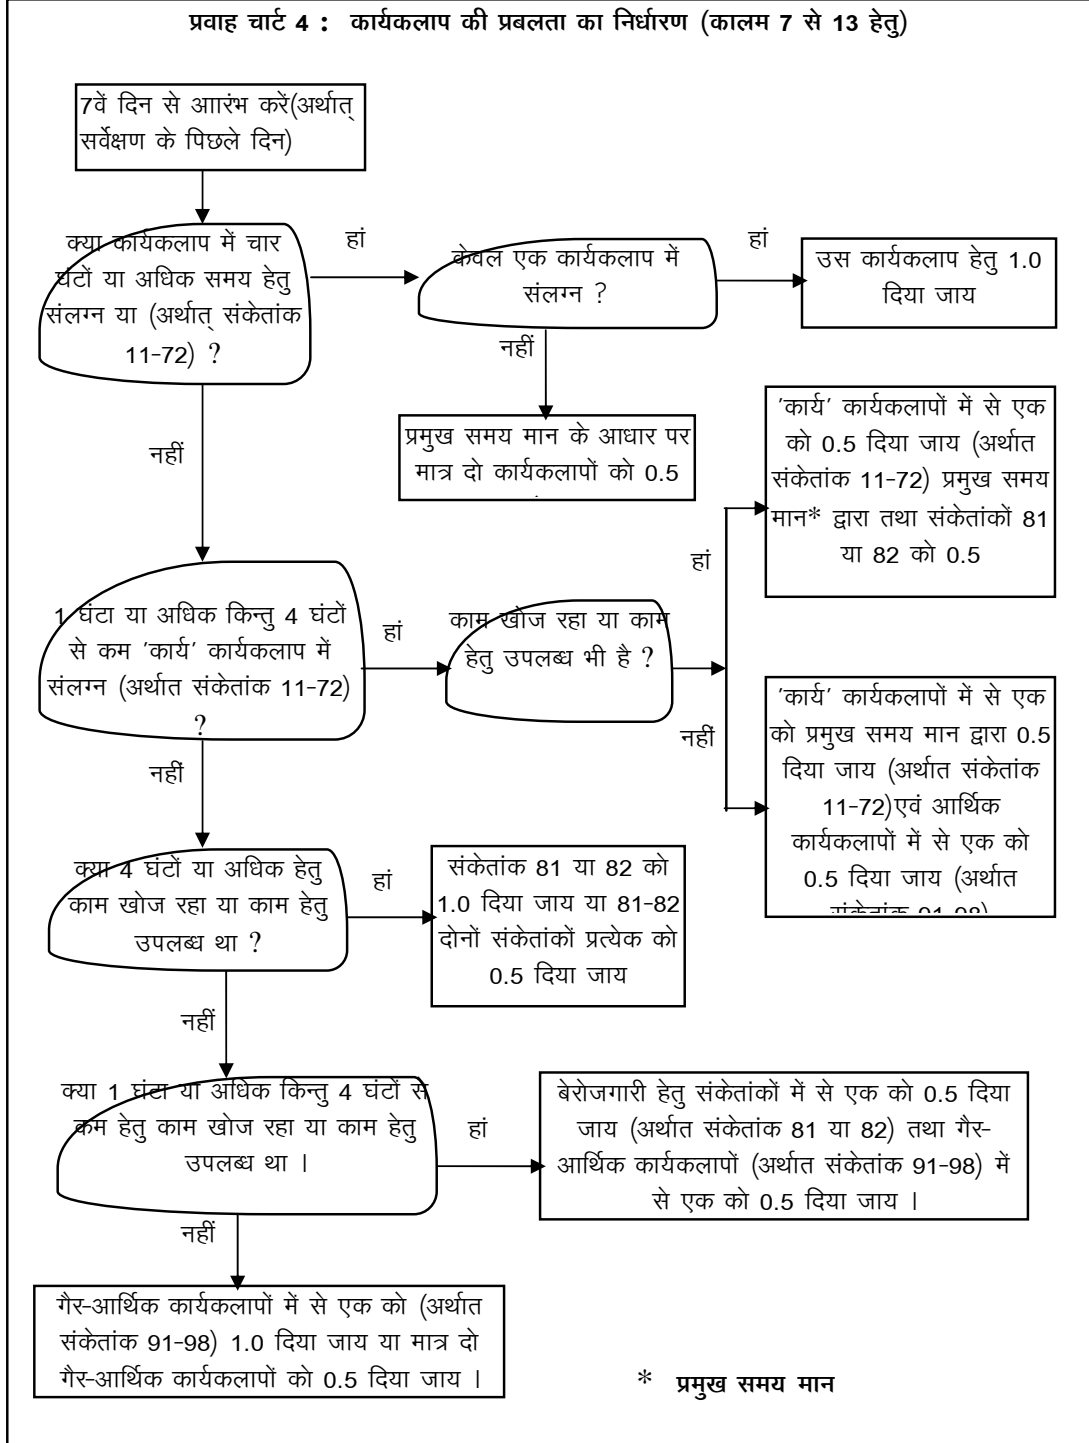 प्रवाह चार्ट 4 : कार्यकलाप की प्रबलता का निर्धारण (कालम 7 से 13 हेतु)
7वें दिन से आारंभ करें(अर्थात्
सर्वेक्षण के पिछले दिन)
क्या कार्यकलाप में चार
घंटों या अधिक समय हेतु
संलग्न या (अर्थात् संकेतांक
11-72) ?
हां
केवल एक कार्यकलाप में
संलग्न ?
हां
उस कार्यकलाप हेतु 1.0
दिया जाय
नहीं
प्रमुख समय मान के आधार पर
मात्र दो कार्यकलापों को 0.5
नहीं
1 घंटा या अधिक किन्तु 4 घंटों
से कम 'कार्य' कार्यकलाप में
संलग्न (अर्थात संकेतांक 11-72)
?
हां
काम खोज रहा या काम
हेतु उपलब्ध भी है ?
हां
'कार्य' कार्यकलापों में से एक
को 0.5 दिया जाय (अर्थात
संकेतांक 11-72) प्रमुख समय
मान* द्वारा तथा संकेतांकों 81
या 82 को 0.5
नहीं
'कार्य' कार्यकलापों में से एक
को प्रमुख समय मान द्वारा 0.5
दिया जाय (अर्थात संकेतांक
11-72)एवं आर्थिक
कार्यकलापों में से एक को
0.5 दिया जाय (अर्थात
संकेतांक 91-98)
नहीं
क्या 4 घंटों या अधिक हेतु
काम खोज रहा या काम हेतु
उपलब्ध था ?
हां
संकेतांक 81 या 82 को
1.0 दिया जाय या 81-82
दोनों संकेतांकों प्रत्येक को
0.5 दिया जाय
नहीं
क्या 1 घंटा या अधिक किन्तु 4 घंटों से
कम हेतु काम खोज रहा या काम हेतु
उपलब्ध था ।
हां
बेरोजगारी हेतु संकेतांकों में से एक को 0.5 दिया
जाय (अर्थात संकेतांक 81 या 82) तथा गैर-
आर्थिक कार्यकलापों (अर्थात संकेतांक 91-98) में
से एक को 0.5 दिया जाय ।
नहीं
गैर-आर्थिक कार्यकलापों में से एक को (अर्थात
संकेतांक 91-98) 1.0 दिया जाय या मात्र दो
गैर-आर्थिक कार्यकलापों को 0.5 दिया जाय ।
* प्रमुख समय मान